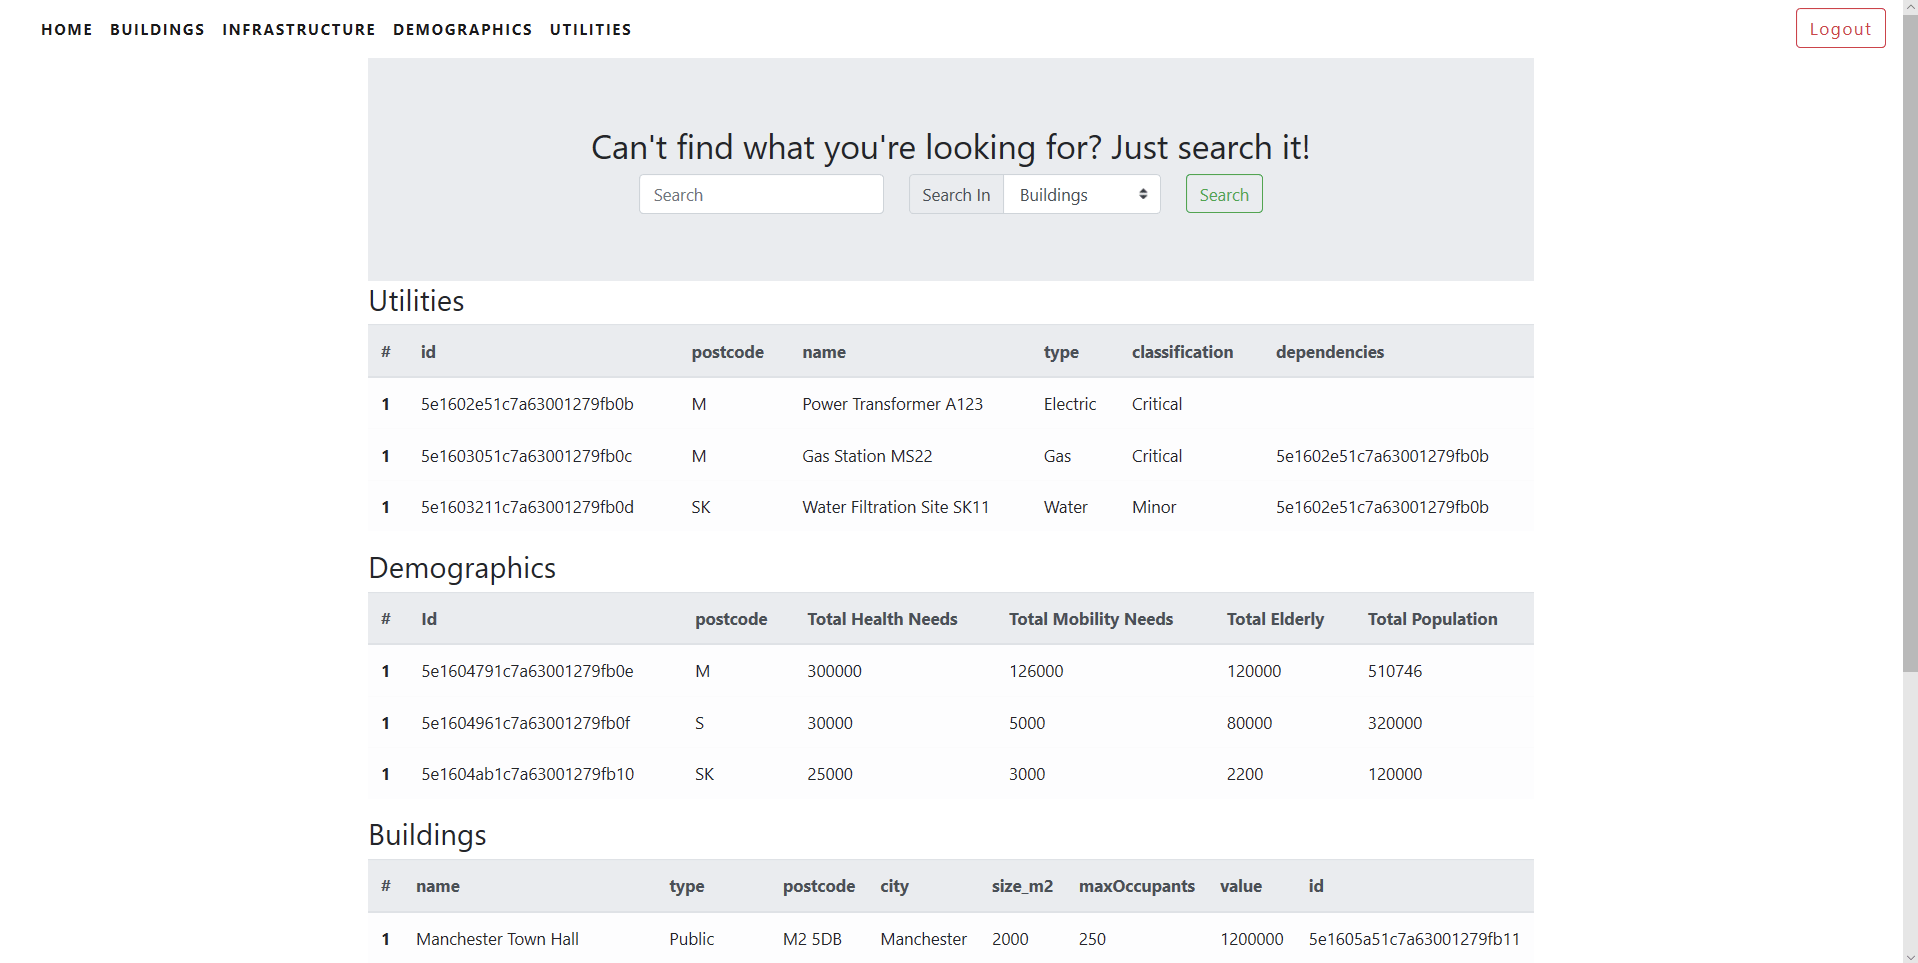 HOME BUILDINGS INFRASTRUCTURE DEMOGRAPHICS UTILITIES Logout
Can't find what you're looking for? Just search it!
Search Search In Buildings Search
Utilities
# id postcode name type classification dependencies
1 5e1602e51c7a63001279fb0b M Power Transformer A123 Electric Critical
1 5e1603051c7a63001279fb0c M Gas Station MS22 Gas Critical 5e1602e51c7a63001279fb0b
1 5e1603211c7a63001279fb0d SK Water Filtration Site SK11 Water Minor 5e1602e51c7a63001279fb0b
Demographics
# Id postcode Total Health Needs Total Mobility Needs Total Elderly Total Population
1 5e1604791c7a63001279fb0e M 300000 126000 120000 510746
1 5e1604961c7a63001279fb0f S 30000 5000 80000 320000
1 5e1604ab1c7a63001279fb10 SK 25000 3000 2200 120000
Buildings
# name type postcode city size_m2 maxOccupants value id
1 Manchester Town Hall Public M2 5DB Manchester 2000 250 1200000 5e1605a51c7a63001279fb11